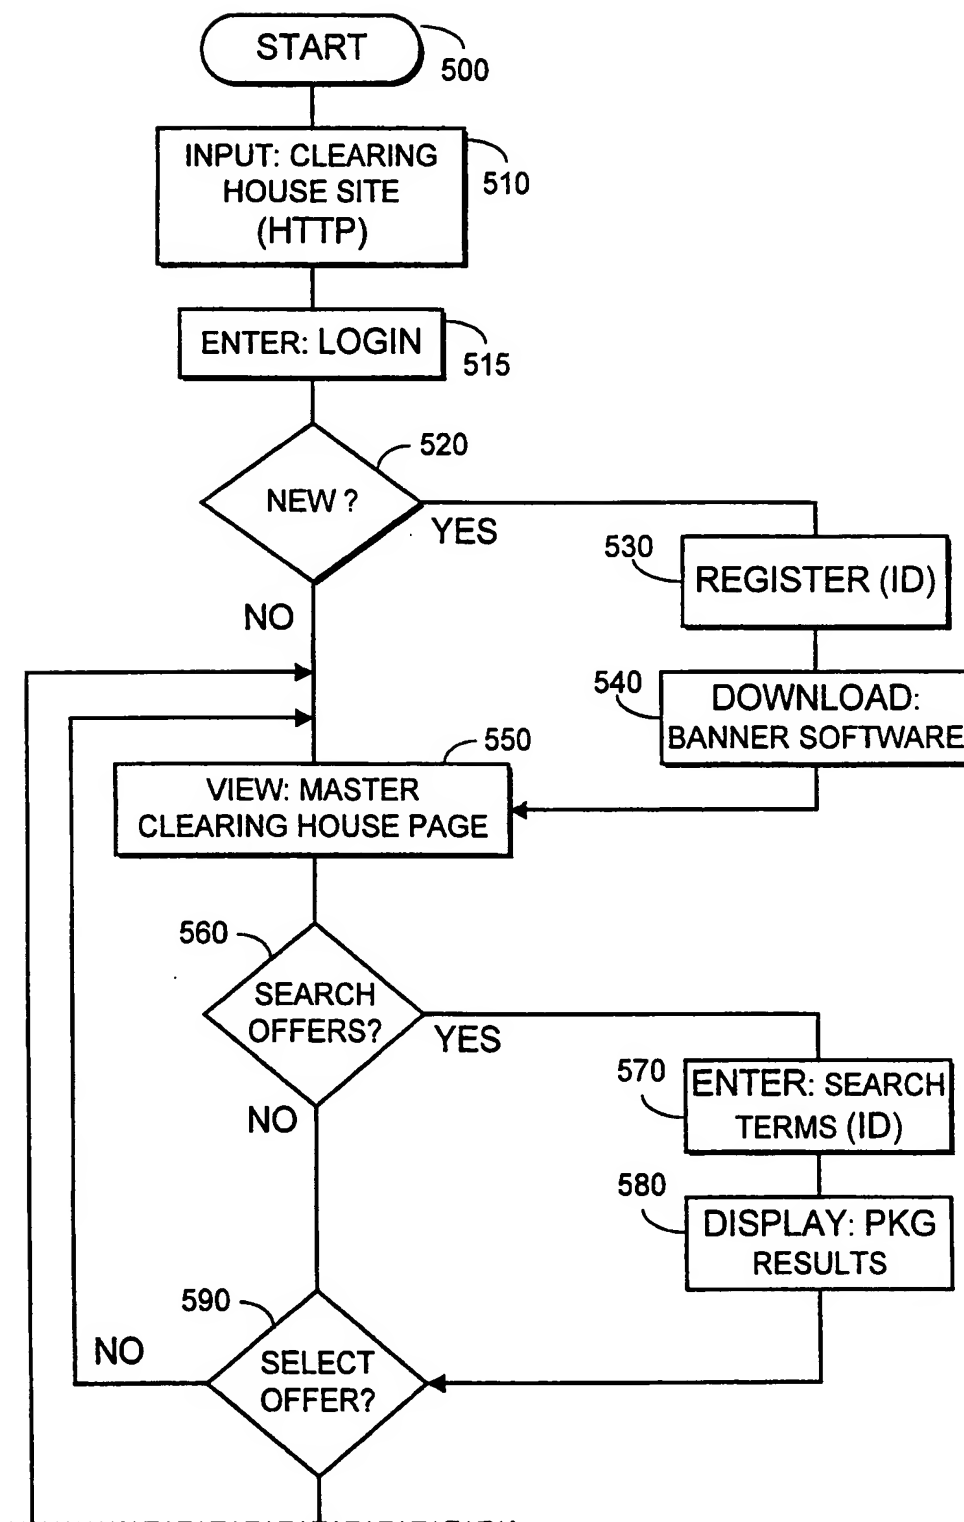 START
500
INPUT: CLEARING
HOUSE SITE
(HTTP)
510
ENTER: LOGIN
515
520
NEW ?
YES
NO
530
REGISTER (ID)
540
DOWNLOAD:
BANNER SOFTWARE
550
VIEW: MASTER
CLEARING HOUSE PAGE
560
SEARCH
OFFERS?
YES
NO
570
ENTER: SEARCH
TERMS (ID)
580
DISPLAY: PKG
RESULTS
590
NO
SELECT
OFFER?